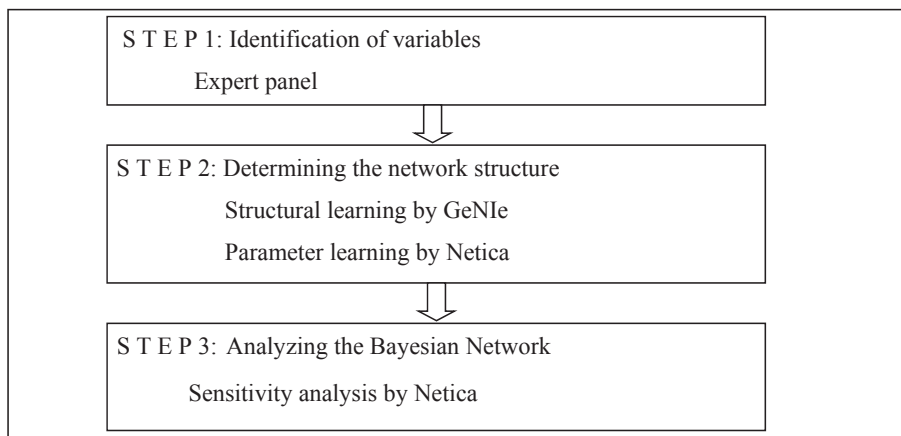 S T E P 1: Identification of variables
Expert panel
S T E P 2: Determining the network structure
Structural learning by GeNIe
Parameter learning by Netica
S T E P 3: Analyzing the Bayesian Network
Sensitivity analysis by Netica